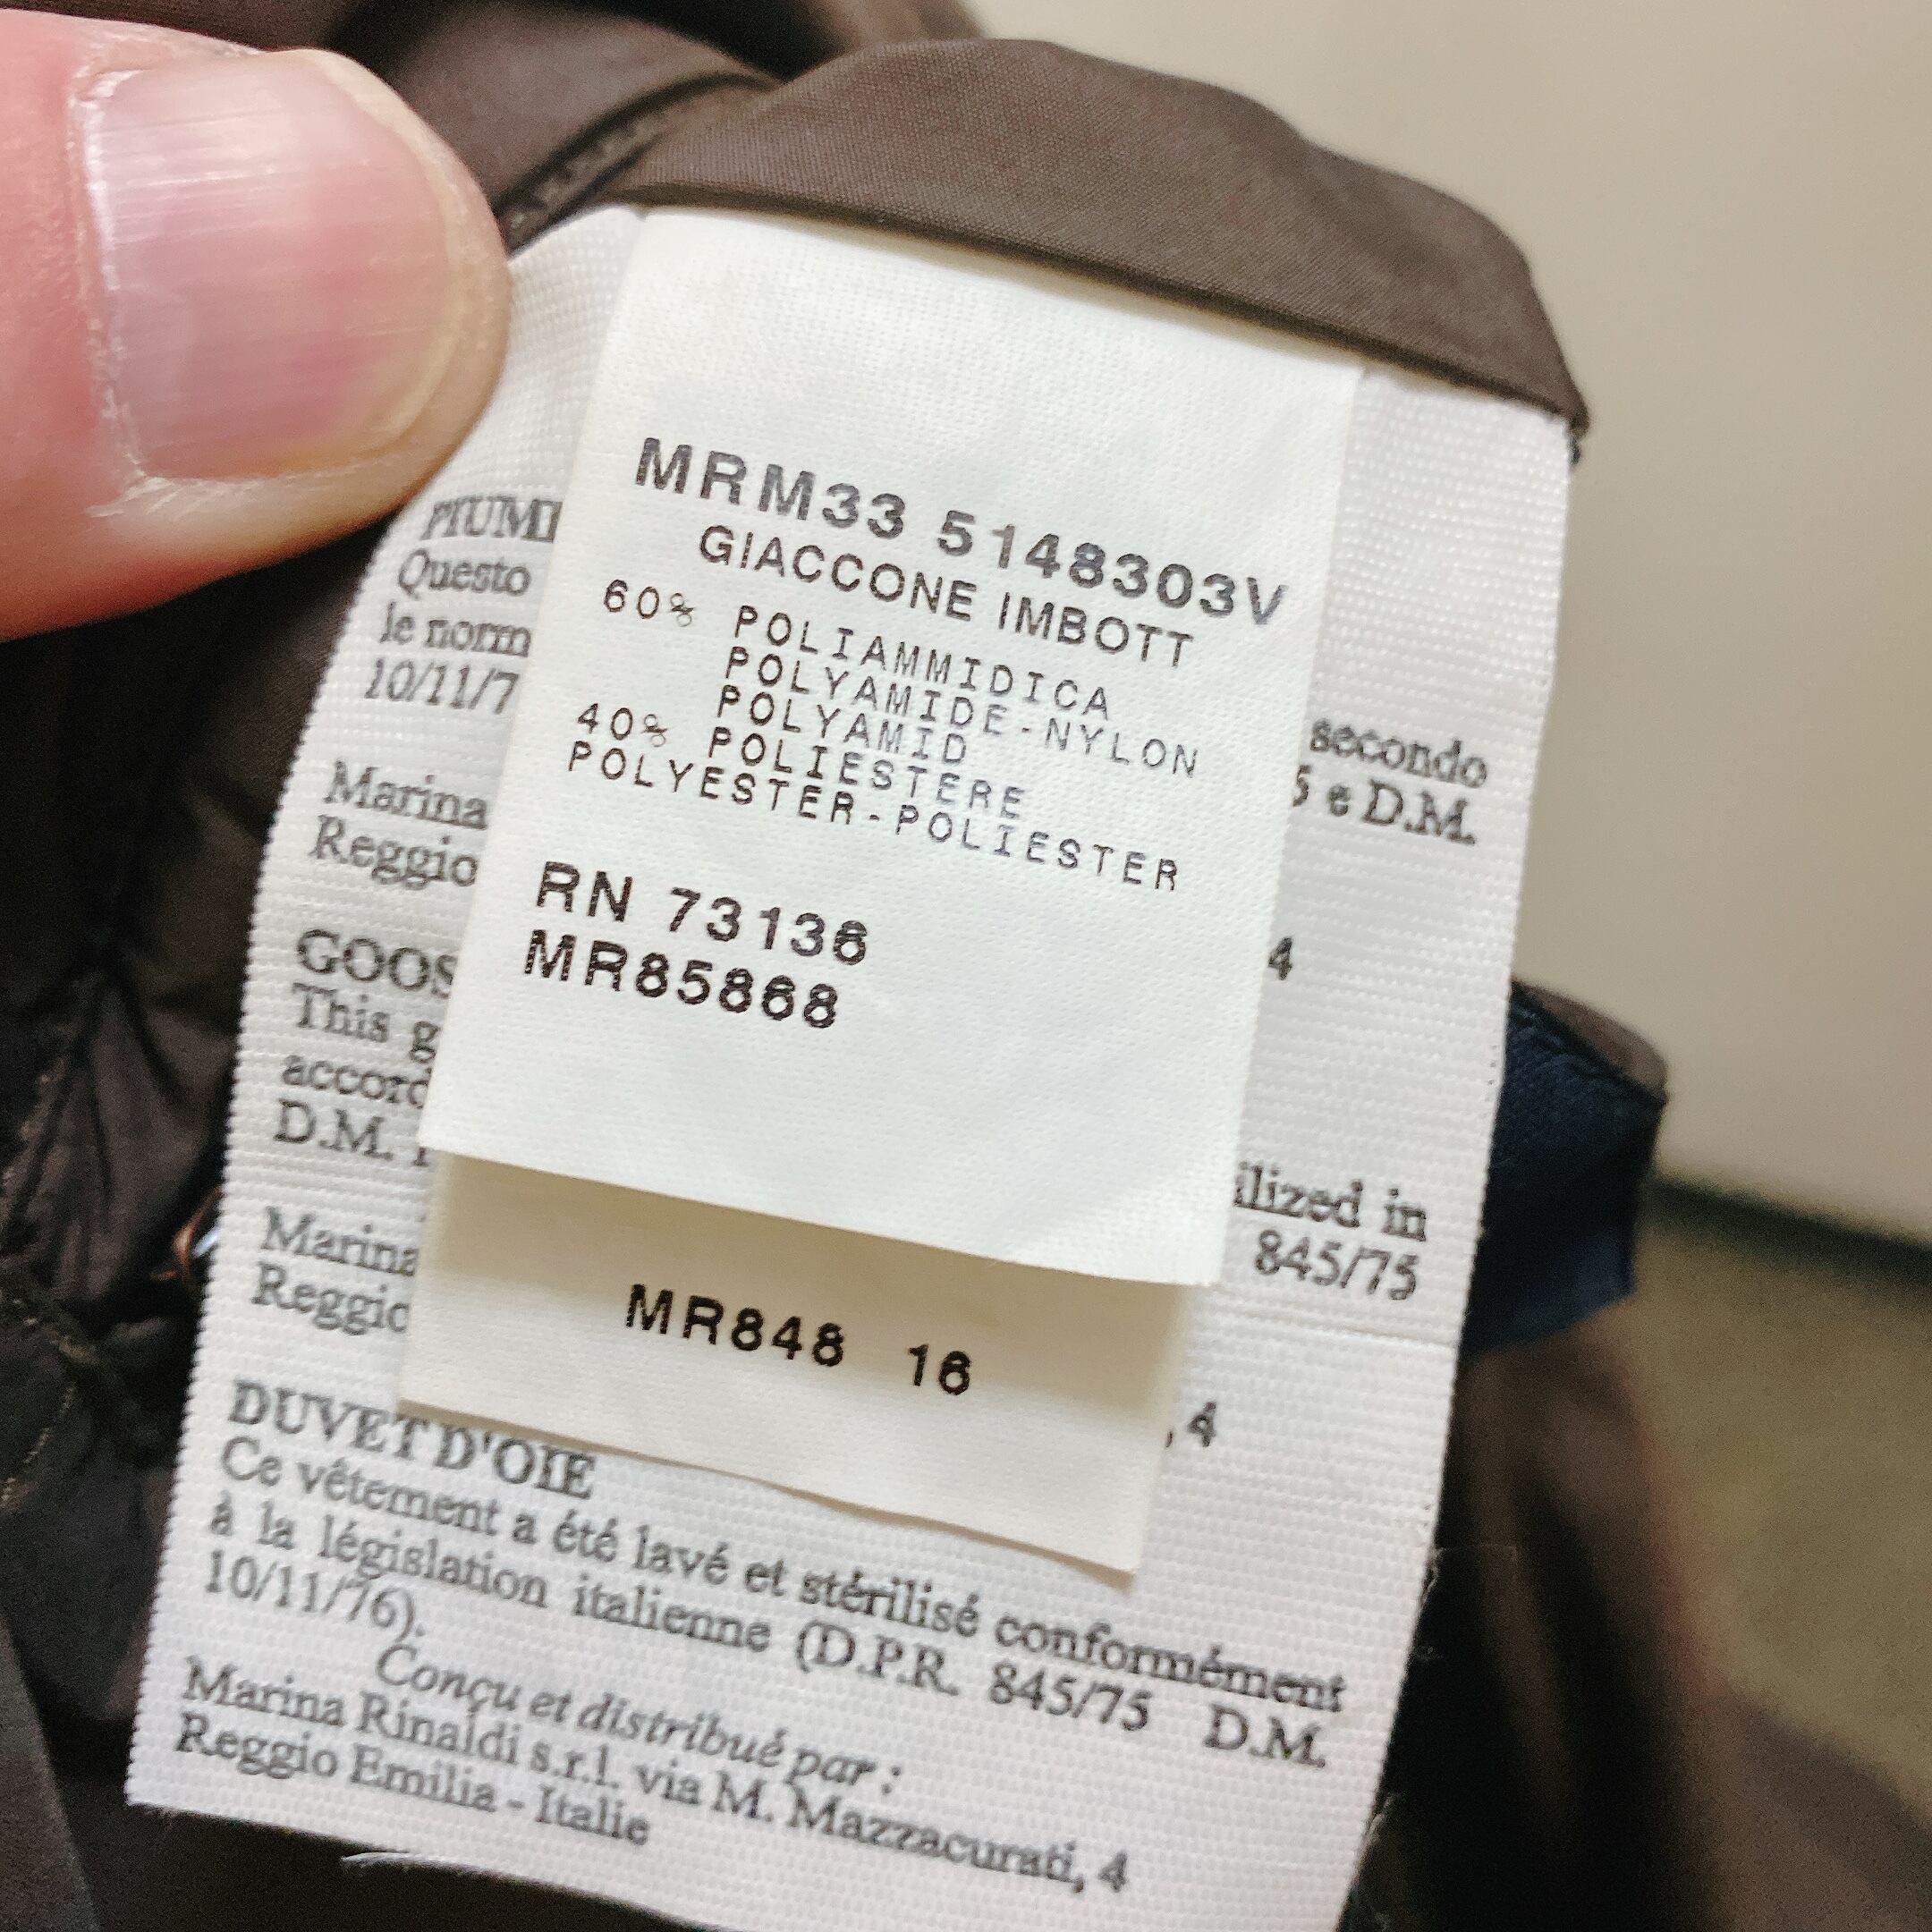 MRM33 5148303V
GIACCONE IMBOTT
60% POLIAMMIDICA
POLYAMIDE-NYLON
POLYAMID
40% POLIESTERE
POLYESTER-POLIESTER
RN 73136
MR85868
MR848 16
PIUMI
Questo
le norm secondo
10/11/7 5 e D.M.
Marina
Reggio 4
GOOS
This g
accord ilized in
D.M. 845/75
Marina
Reggio , 4
DUVET D'OIE
Ce vêtement a été lavé et stérilisé conformément
à la législation italienne (D.P.R. 845/75 D.M.
10/11/76).
Conçu et distribué par :
Marina Rinaldi s.r.l. via M. Mazzacurati, 4
Reggio Emilia - Italie